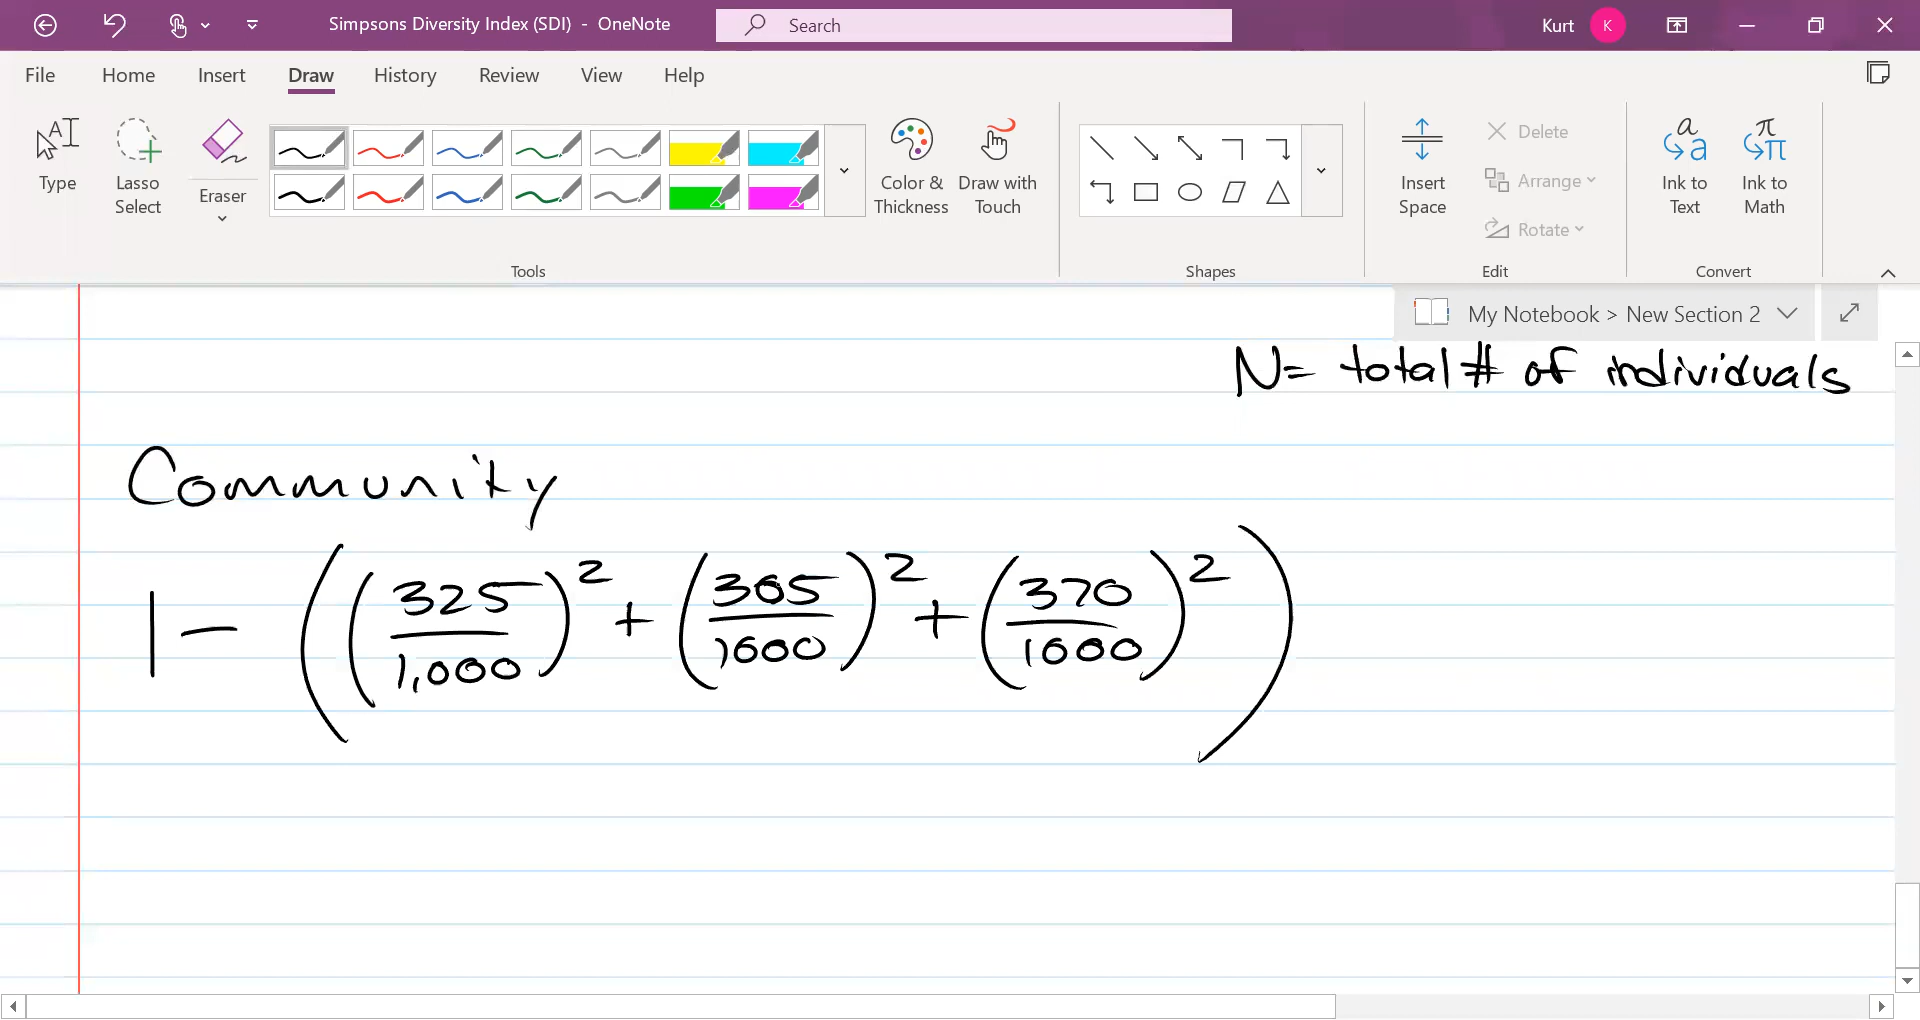 Simpsons Diversity Index (SDI) - OneNote
Search
Kurt K
File Home Insert Draw History Review View Help
Type
Lasso Select
Eraser
Color & Thickness
Draw with Touch
Insert Space
Delete
Arrange
Rotate
Ink to Text
Ink to Math
Tools Shapes Edit Convert
My Notebook > New Section 2
N= total # of individuals
Community
1 - ((325/1,000)² + (305/1000)² + (370/1000)²)